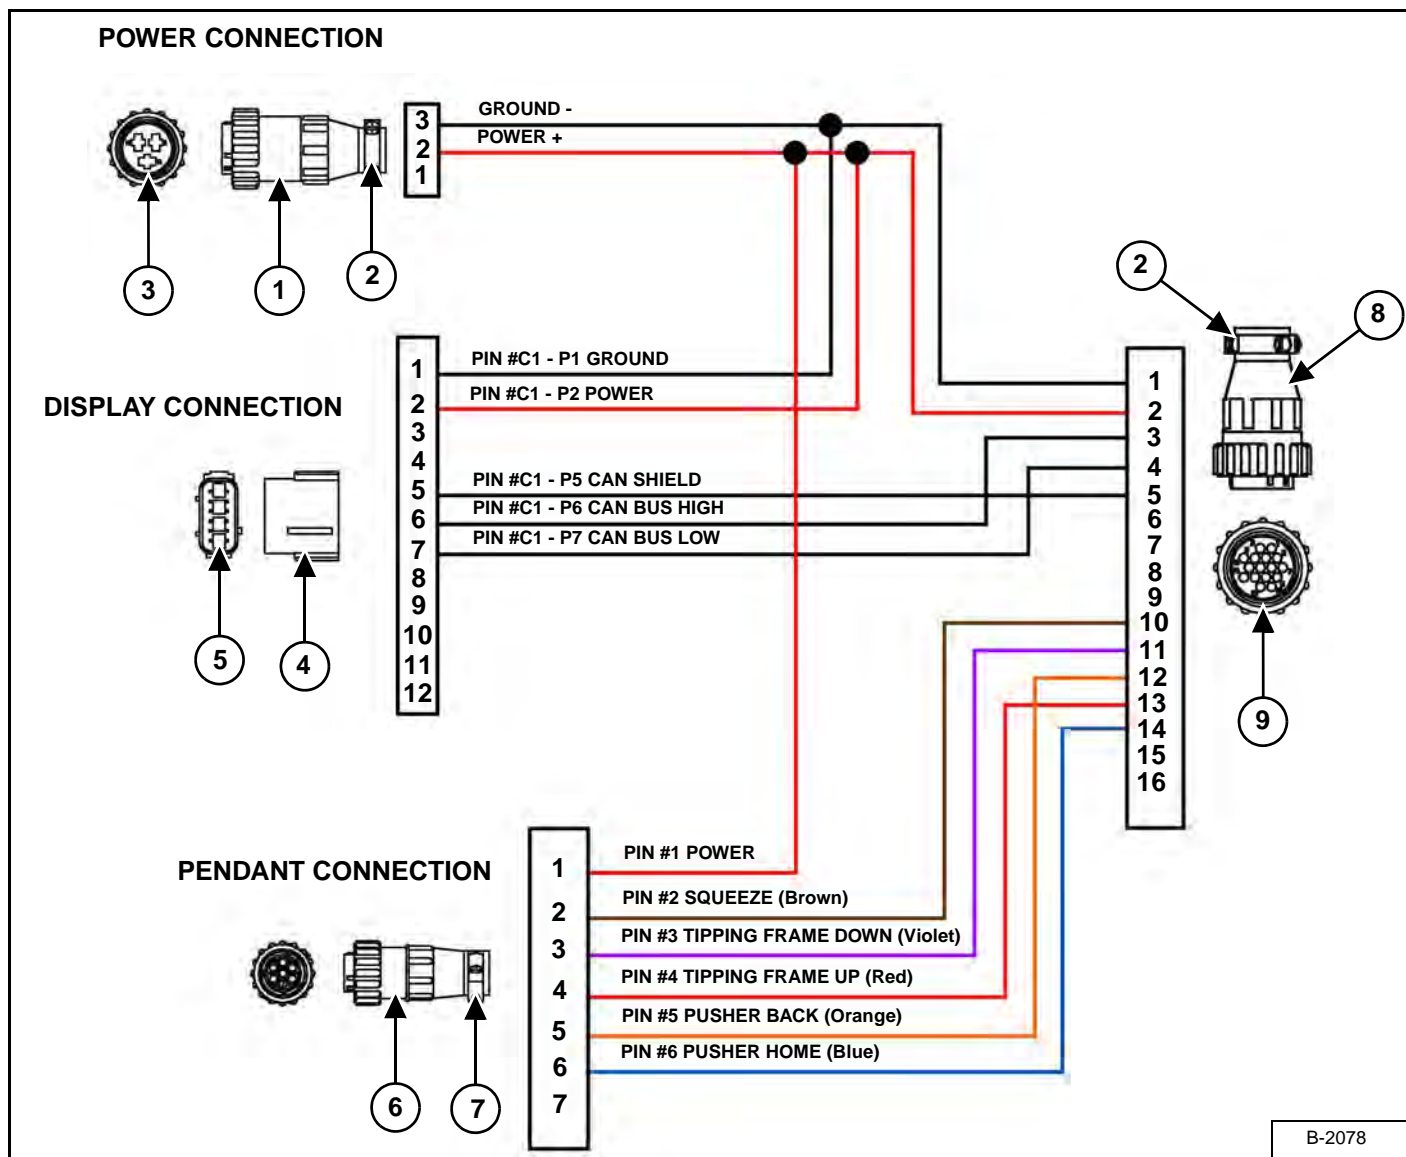 POWER CONNECTION
GROUND -
POWER +
3
2
1
3
1
2
2
8
PIN #C1 - P1 GROUND
PIN #C1 - P2 POWER
DISPLAY CONNECTION
PIN #C1 - P5 CAN SHIELD
PIN #C1 - P6 CAN BUS HIGH
PIN #C1 - P7 CAN BUS LOW
1
2
3
4
5
6
7
8
9
10
11
12
5
4
1
2
3
4
5
6
7
8
9
10
11
12
13
14
15
16
9
PENDANT CONNECTION
PIN #1 POWER
PIN #2 SQUEEZE (Brown)
PIN #3 TIPPING FRAME DOWN (Violet)
PIN #4 TIPPING FRAME UP (Red)
PIN #5 PUSHER BACK (Orange)
PIN #6 PUSHER HOME (Blue)
1
2
3
4
5
6
7
6
7
B-2078